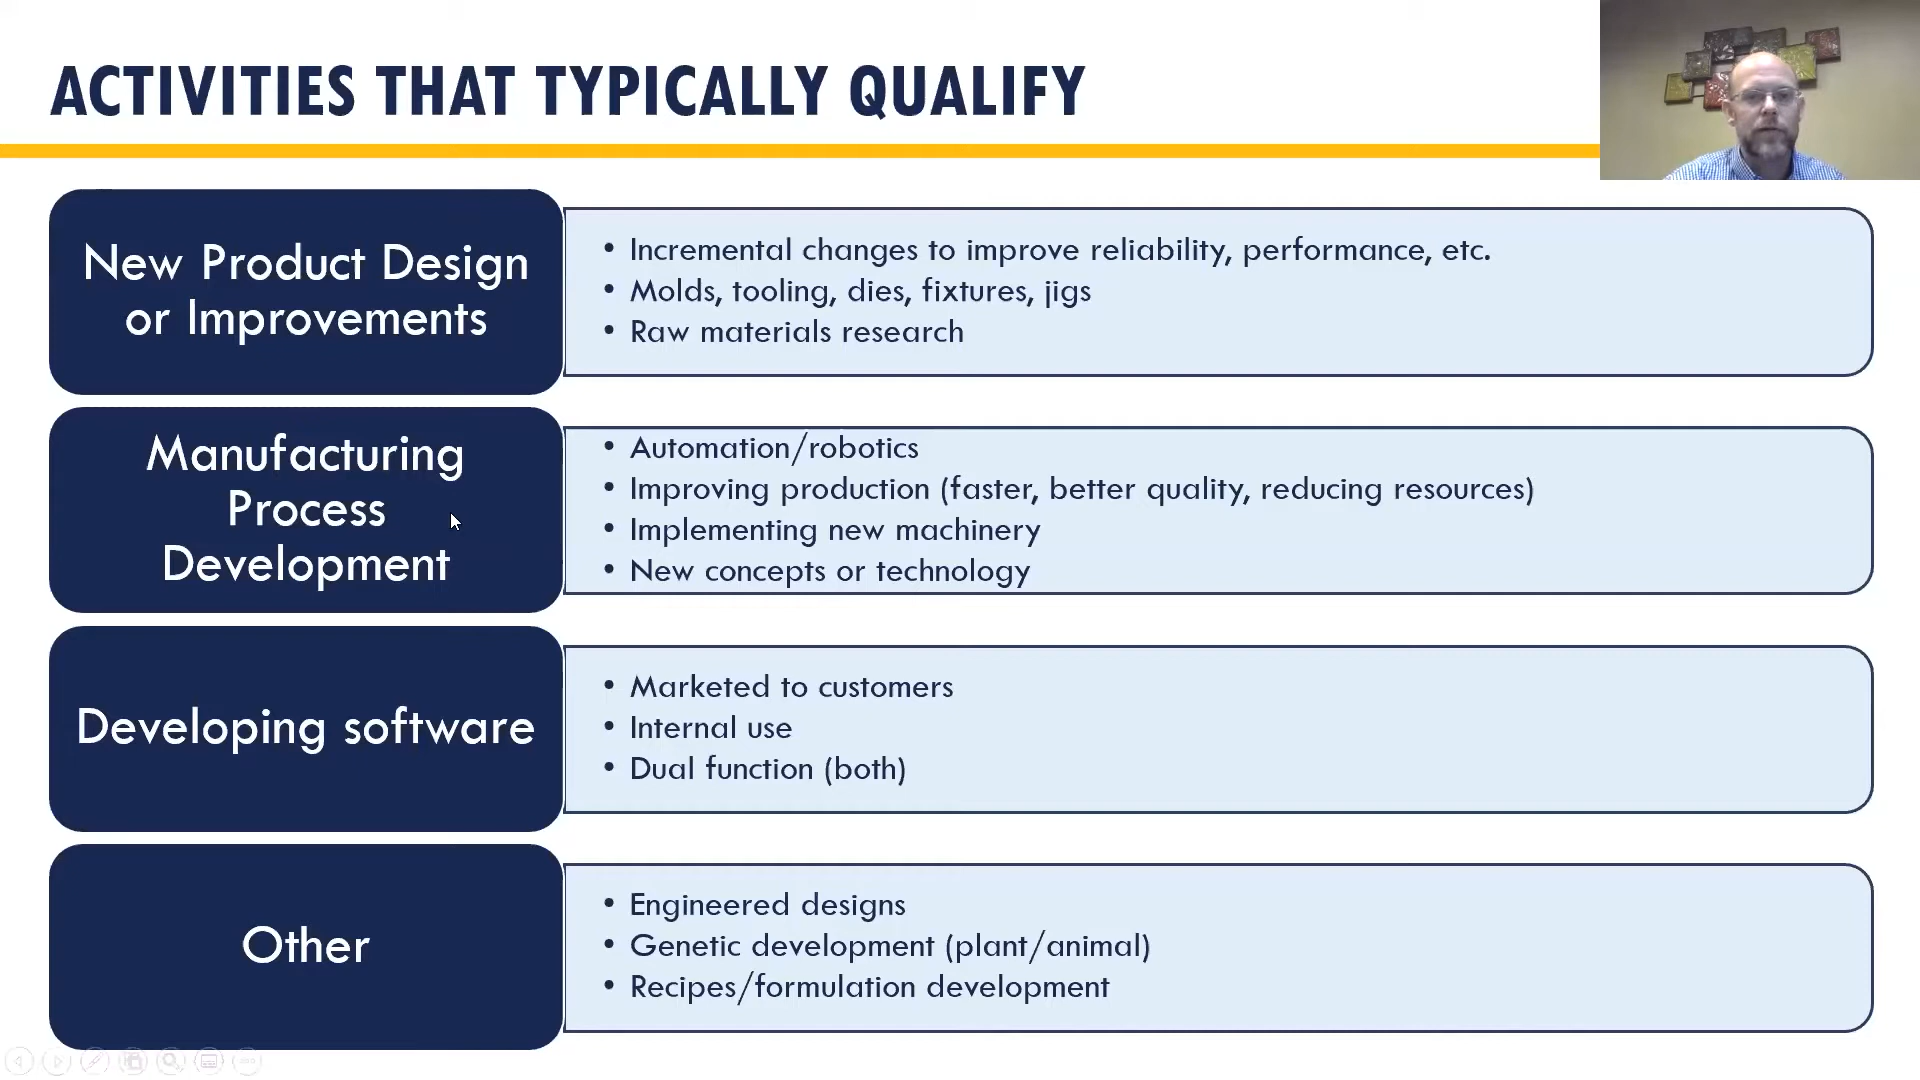 ACTIVITIES THAT TYPICALLY QUALIFY
New Product Design
or Improvements
• Incremental changes to improve reliability, performance, etc.
• Molds, tooling, dies, fixtures, jigs
• Raw materials research
Manufacturing
Process
Development
• Automation/robotics
• Improving production (faster, better quality, reducing resources)
• Implementing new machinery
• New concepts or technology
Developing software
• Marketed to customers
• Internal use
• Dual function (both)
Other
• Engineered designs
• Genetic development (plant/animal)
• Recipes/formulation development